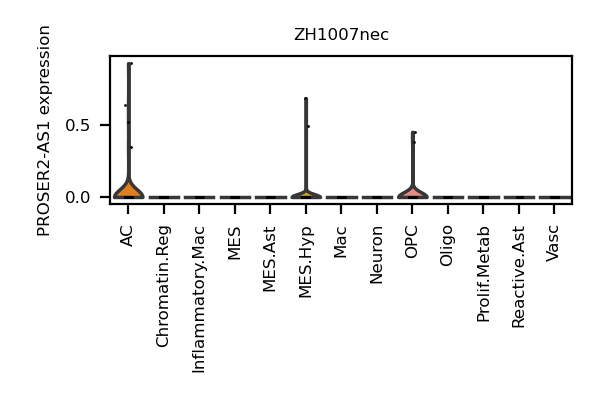 ZH1007nec
PROSER2-AS1 expression
0.5
0.0
AC
Chromatin.Reg
Inflammatory.Mac
MES
MES.Ast
MES.Hyp
Mac
Neuron
OPC
Oligo
Prolif.Metab
Reactive.Ast
Vasc